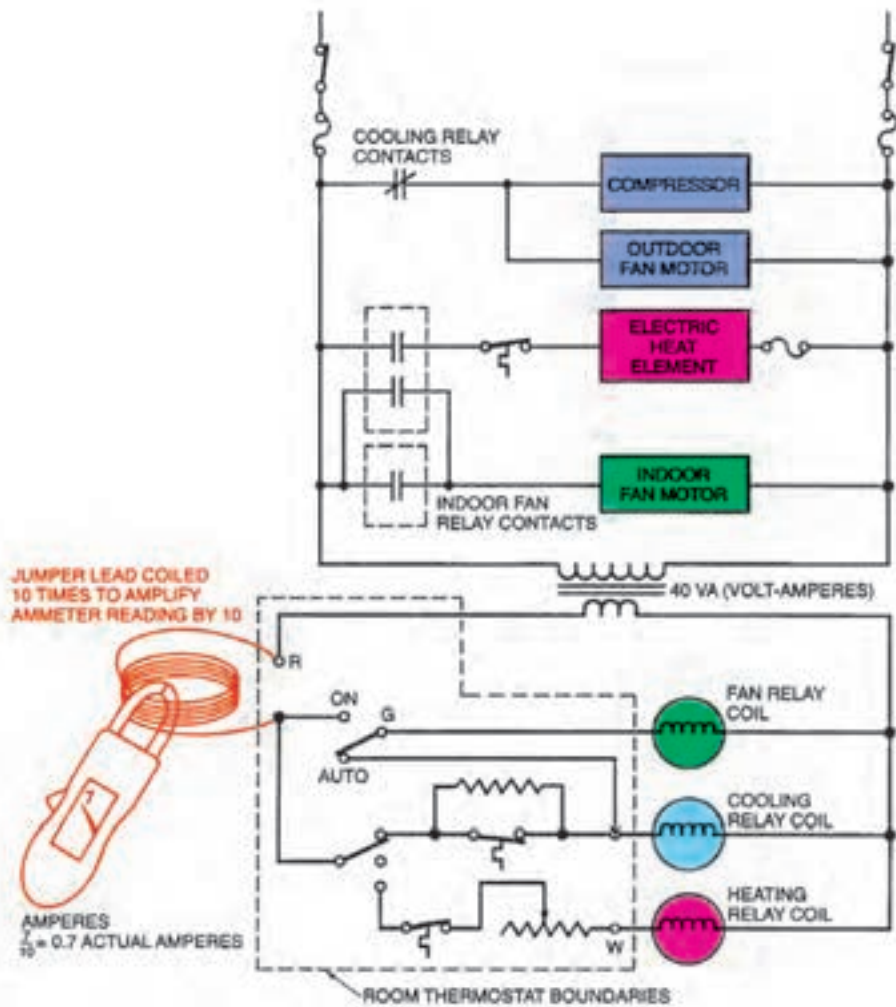 COOLING RELAY
CONTACTS
COMPRESSOR
OUTDOOR
FAN MOTOR
ELECTRIC
HEAT
ELEMENT
INDOOR
FAN MOTOR
INDOOR FAN
RELAY CONTACTS
JUMPER LEAD COILED
10 TIMES TO AMPLIFY
AMMETER READING BY 10
40 VA (VOLT-AMPERES)
R
ON
G
AUTO
FAN RELAY
COIL
COOLING
RELAY COIL
HEATING
RELAY COIL
W
7
AMPERES
7/10 = 0.7 ACTUAL AMPERES
ROOM THERMOSTAT BOUNDARIES